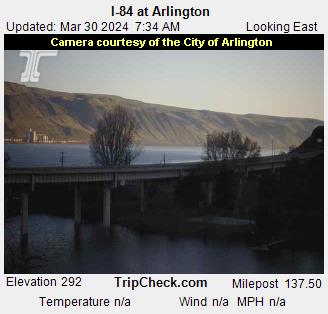 I-84 at Arlington
Updated: Mar 30 2024 7:34 AM Looking East
Camera courtesy of the City of Arlington
Elevation 292 TripCheck.com Milepost 137.50
Temperature n/a Wind n/a MPH n/a